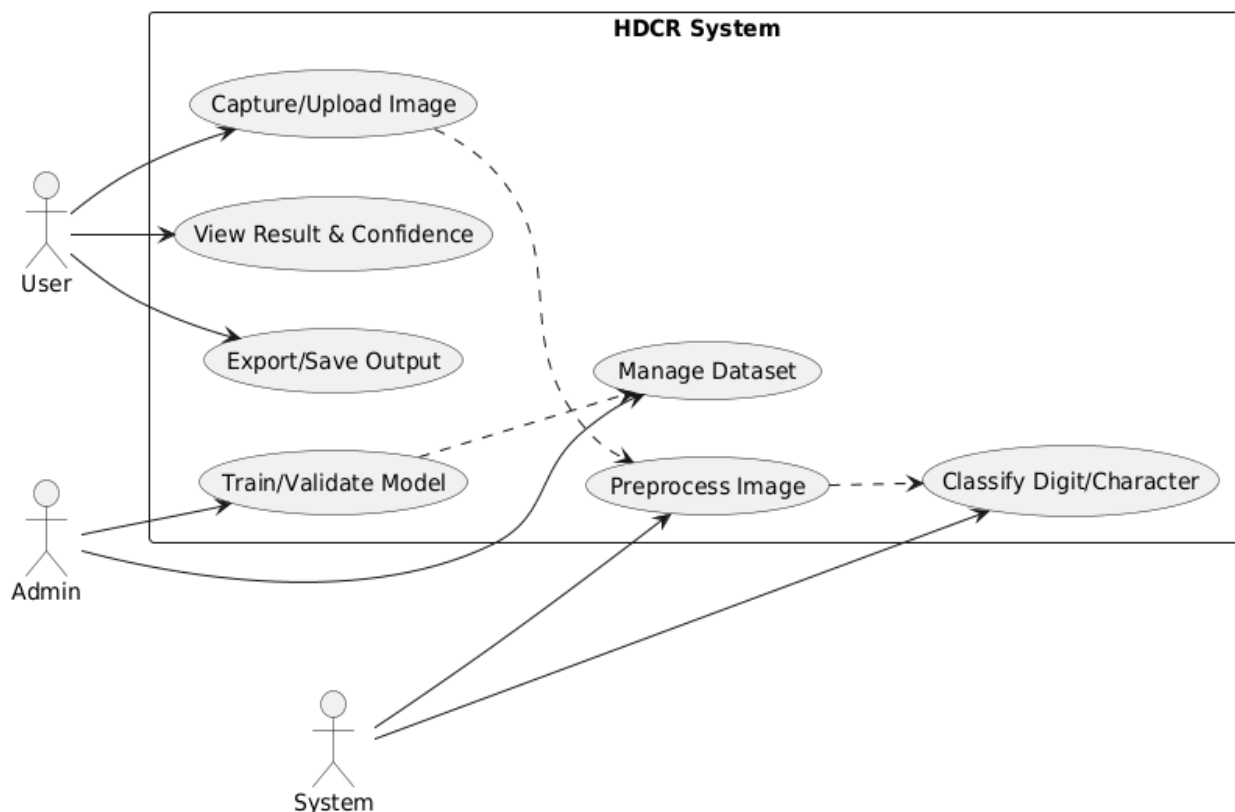 HDCR System
Capture/Upload Image
View Result & Confidence
User
Export/Save Output
Manage Dataset
Train/Validate Model
Preprocess Image
Classify Digit/Character
Admin
System